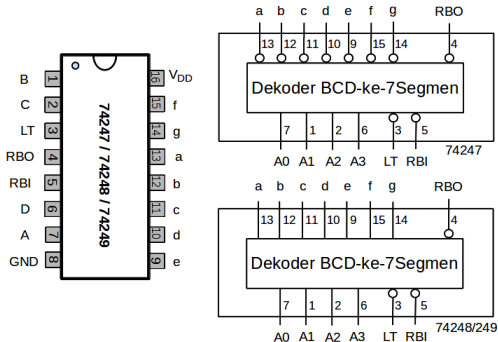 B 1
C 2
LT 3
RBO 4
RBI 5
D 6
A 7
GND 8
74247 / 74248 / 74249
16 VDD
15 f
14 g
13 a
12 b
11 c
10 d
9 e
a b c d e f g RBO
13 12 11 10 9 15 14 4
Dekoder BCD-ke-7Segmen
7 1 2 6 3 5
A0 A1 A2 A3 LT RBI
74247
a b c d e f g RBO
13 12 11 10 9 15 14 4
Dekoder BCD-ke-7Segmen
7 1 2 6 3 5
A0 A1 A2 A3 LT RBI
74248/249